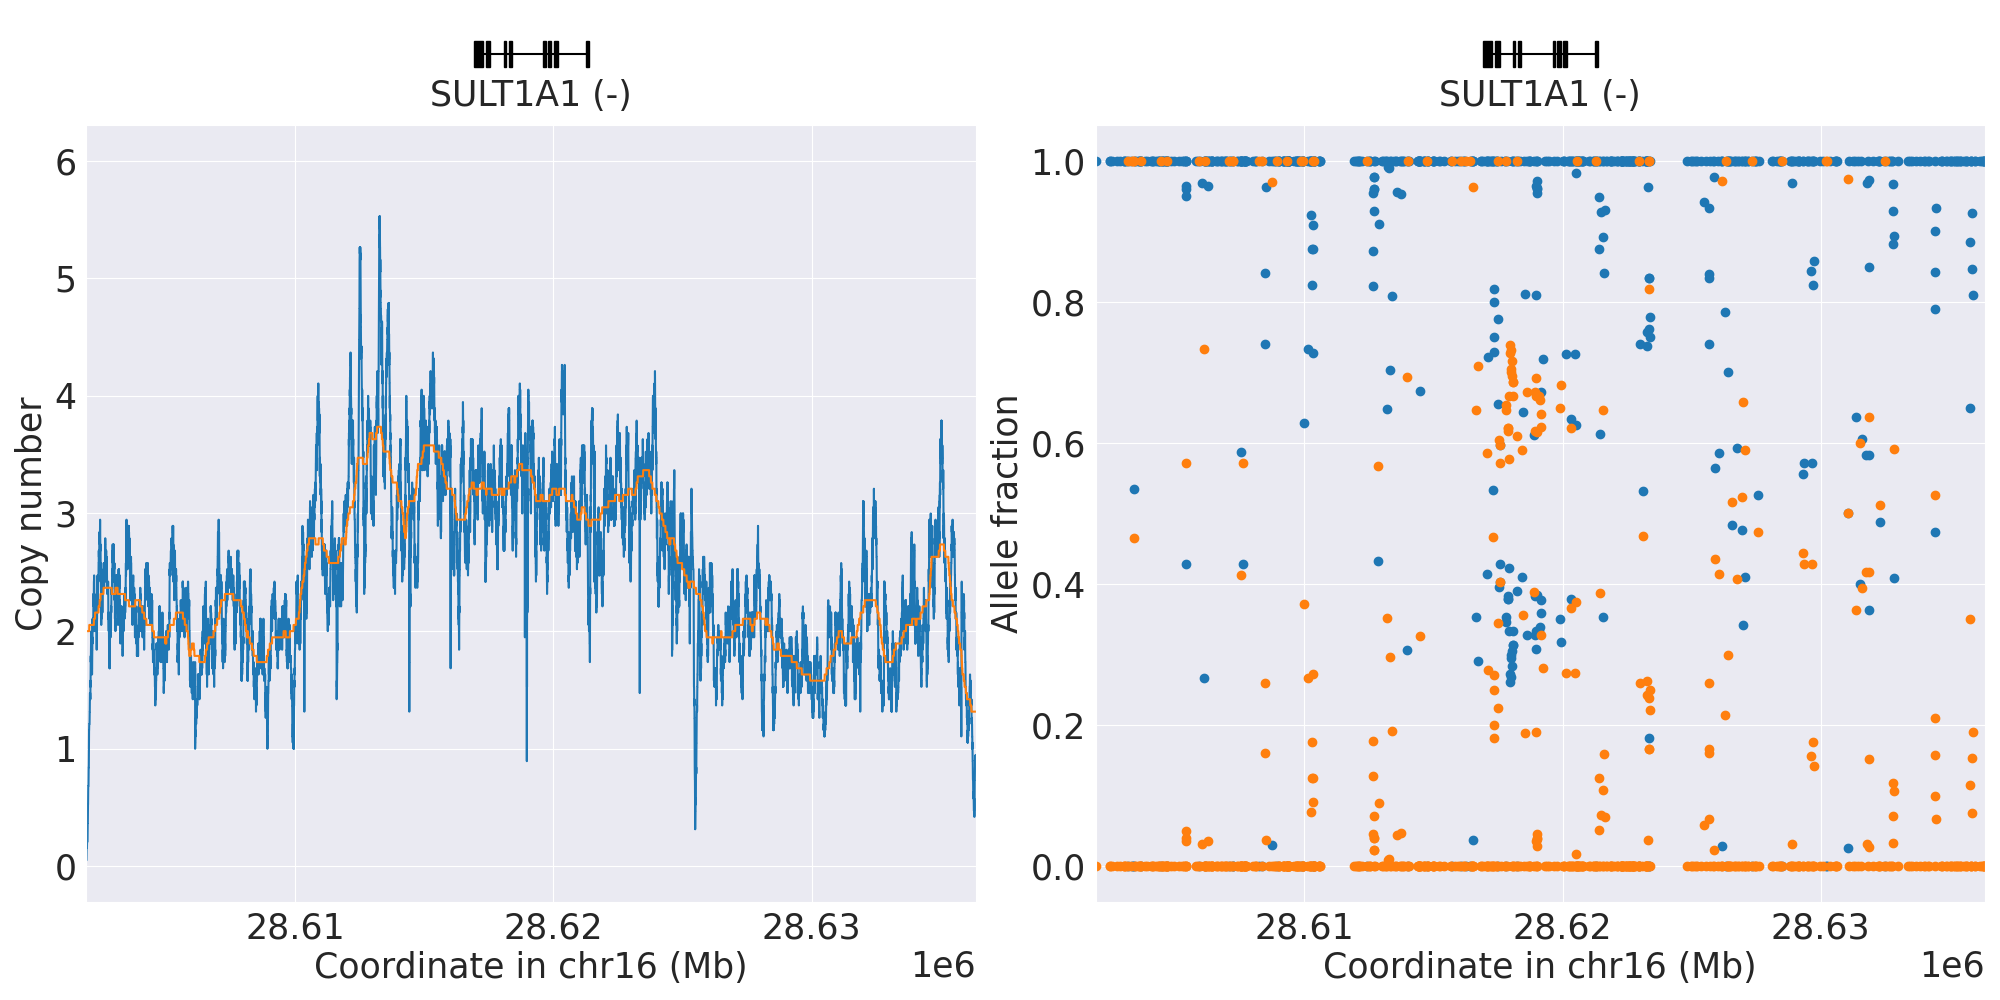 SULT1A1 (-)
6
5
4
3
2
1
0
Copy number
28.61
28.62
28.63
Coordinate in chr16 (Mb)
1e6
SULT1A1 (-)
1.0
0.8
0.6
0.4
0.2
0.0
Allele fraction
28.61
28.62
28.63
Coordinate in chr16 (Mb)
1e6